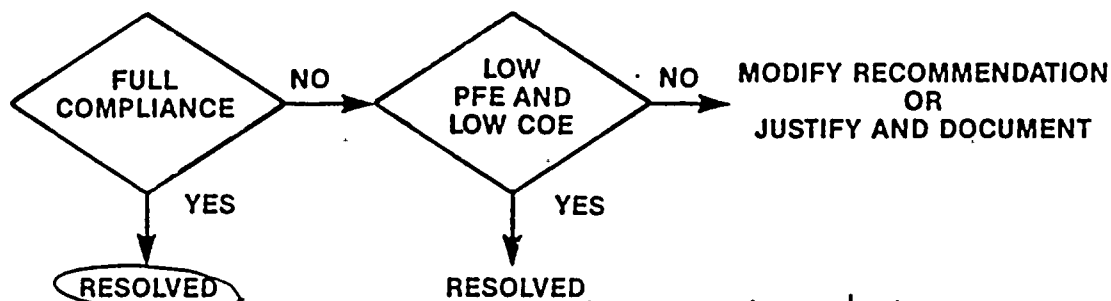 FULL
COMPLIANCE
NO
LOW
PFE AND
LOW COE
NO
MODIFY RECOMMENDATION
OR
JUSTIFY AND DOCUMENT
YES
YES
RESOLVED
RESOLVED